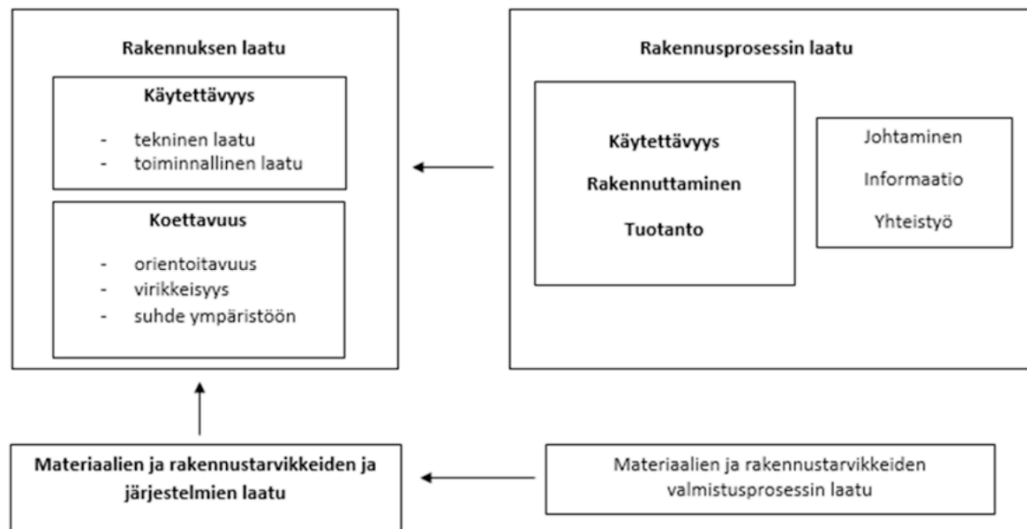 Rakennuksen laatu
Käytettävyys
- tekninen laatu
- toiminnallinen laatu
Koettavuus
- orientoitavuus
- virikkeisyys
- suhde ympäristöön
Rakennusprosessin laatu
Käytettävyys
Rakennuttaminen
Tuotanto
Johtaminen
Informaatio
Yhteistyö
Materiaalien ja rakennustarvikkeiden ja
järjestelmien laatu
Materiaalien ja rakennustarvikkeiden
valmistusprosessin laatu